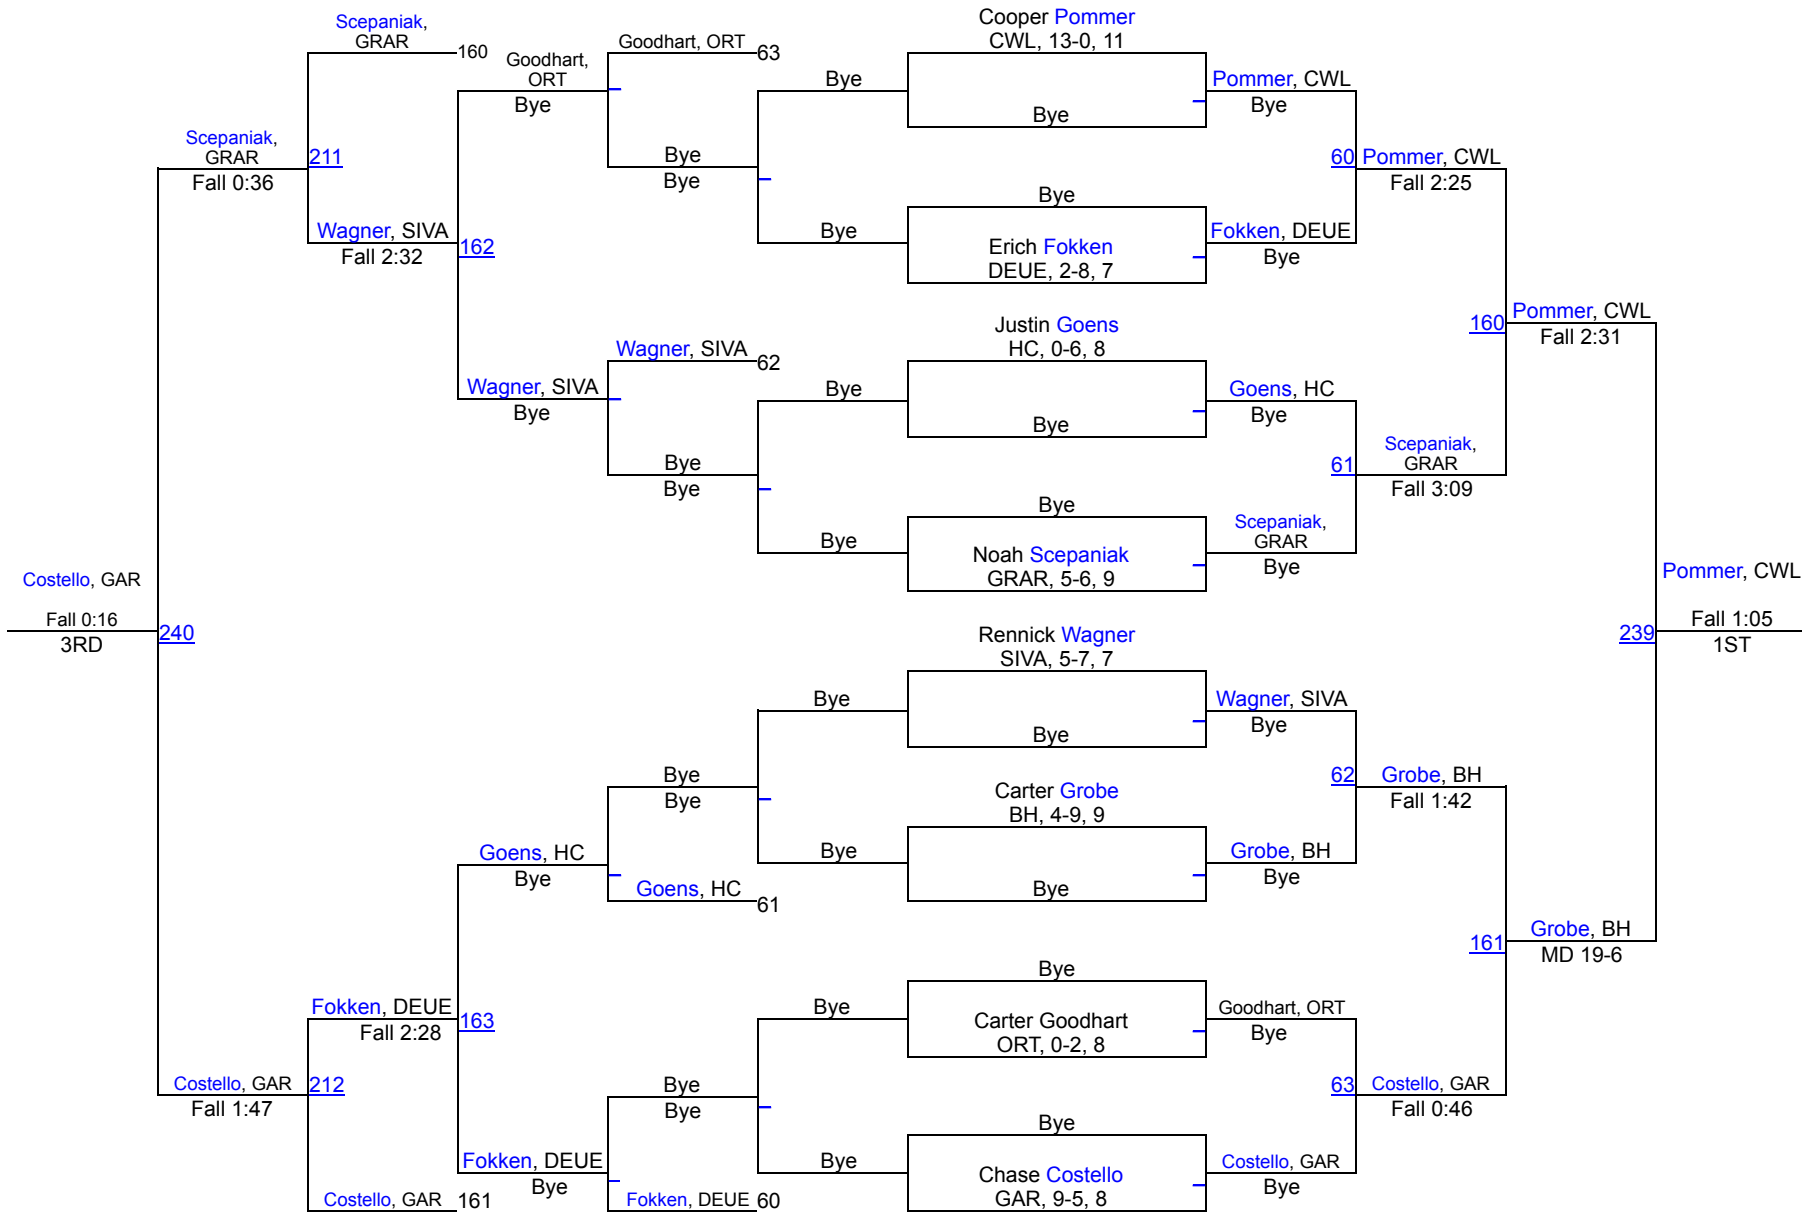 Cooper Pommer
CWL, 13-0, 11
Scepaniak,
GRAR
160
Goodhart,
ORT
Bye
Goodhart, ORT
63
Bye
Bye
Pommer, CWL
Bye
Scepaniak,
GRAR
Fall 0:36
211
Bye
Bye
60
Pommer, CWL
Fall 2:25
Wagner, SIVA
Fall 2:32
162
Bye
Bye
Erich Fokken
DEUE, 2-8, 7
Fokken, DEUE
Bye
Justin Goens
HC, 0-6, 8
160
Pommer, CWL
Fall 2:31
Wagner, SIVA
62
Wagner, SIVA
Bye
Bye
Bye
Goens, HC
Bye
Bye
Bye
61
Scepaniak,
GRAR
Fall 3:09
Bye
Bye
Noah Scepaniak
GRAR, 5-6, 9
Scepaniak,
GRAR
Bye
Costello, GAR
Fall 0:16
3RD
240
Pommer, CWL
Fall 1:05
1ST
239
Rennick Wagner
SIVA, 5-7, 7
Bye
Bye
Wagner, SIVA
Bye
Bye
Bye
62
Grobe, BH
Fall 1:42
Carter Grobe
BH, 4-9, 9
Goens, HC
Bye
Goens, HC
61
Bye
Bye
Grobe, BH
Bye
161
Grobe, BH
MD 19-6
Bye
Fokken, DEUE
Fall 2:28
163
Bye
Carter Goodhart
ORT, 0-2, 8
Goodhart, ORT
Bye
Costello, GAR
Fall 1:47
212
Bye
Bye
63
Costello, GAR
Fall 0:46
Bye
Fokken, DEUE
Bye
Bye
Chase Costello
GAR, 9-5, 8
Costello, GAR
Bye
Costello, GAR
161
Fokken, DEUE
60